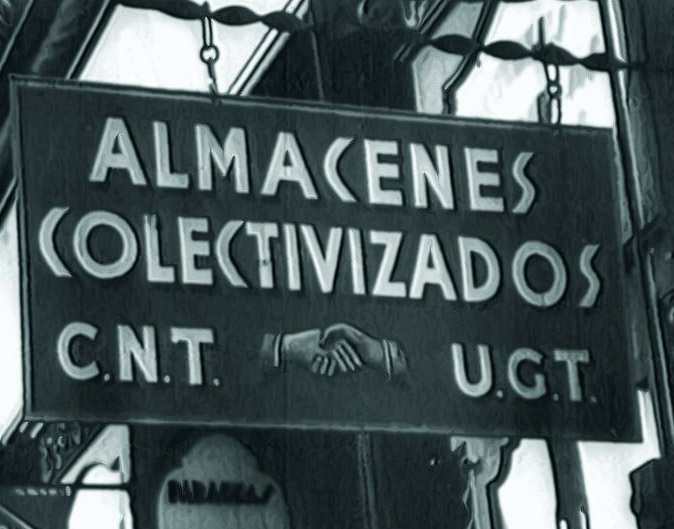 ALMACENES
COLECTIVIZADOS
C.N.T. U.G.T.